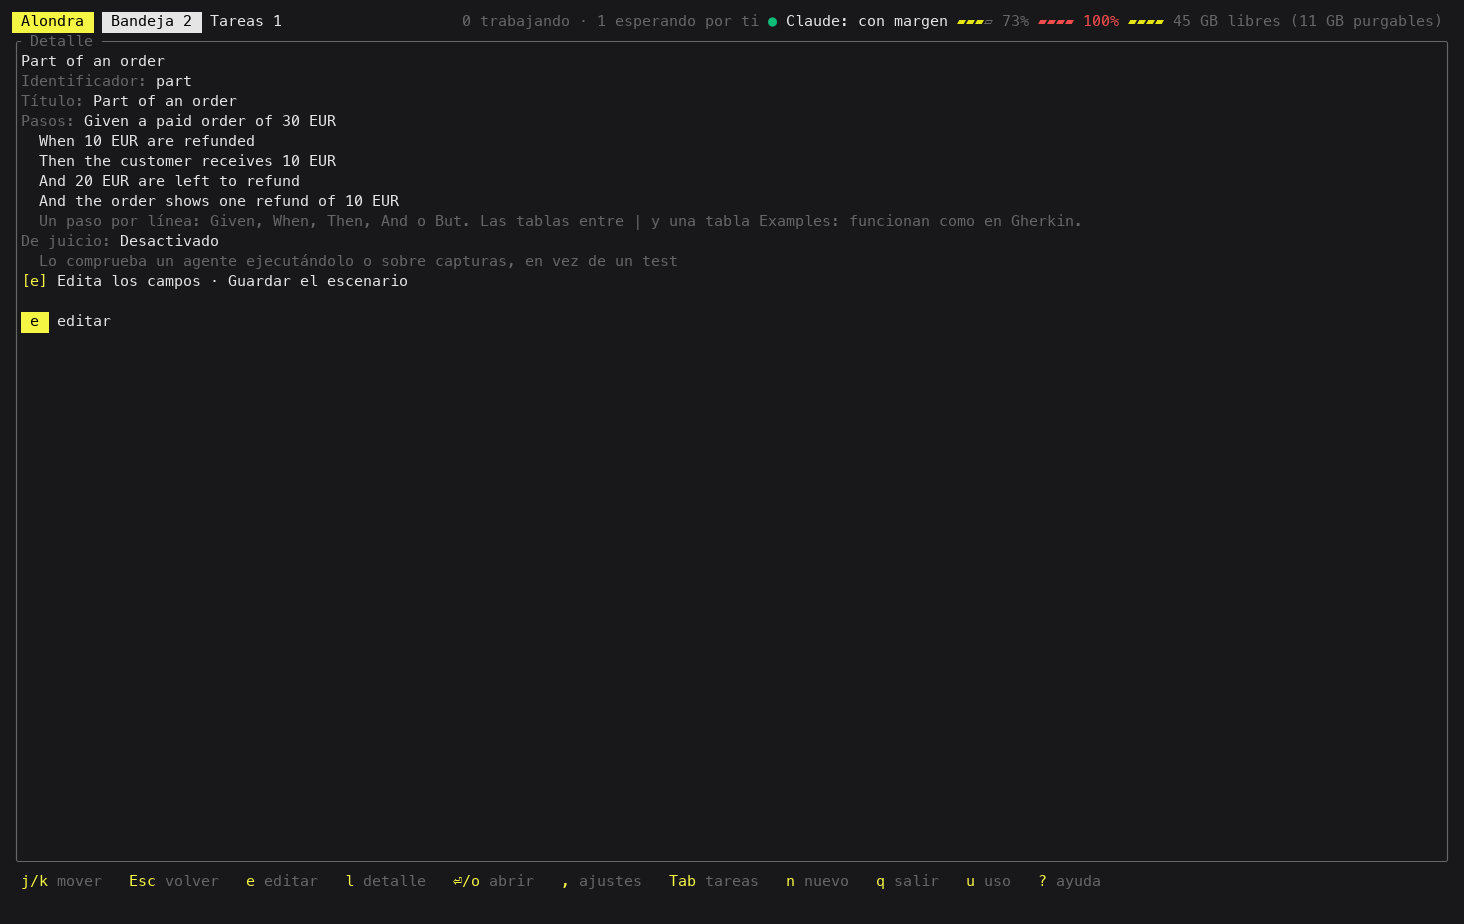 Alondra Bandeja 2 Tareas 1 0 trabajando · 1 esperando por ti ● Claude: con margen ▰▰▰▱ 73% ▰▰▰▰ 100% ▰▰▰▰ 45 GB libres (11 GB purgables)
Detalle
Part of an order
Identificador: part
Título: Part of an order
Pasos: Given a paid order of 30 EUR
When 10 EUR are refunded
Then the customer receives 10 EUR
And 20 EUR are left to refund
And the order shows one refund of 10 EUR
Un paso por línea: Given, When, Then, And o But. Las tablas entre | y una tabla Examples: funcionan como en Gherkin.
De juicio: Desactivado
Lo comprueba un agente ejecutándolo o sobre capturas, en vez de un test
[e] Edita los campos · Guardar el escenario
e editar
j/k mover Esc volver e editar l detalle ⏎/o abrir , ajustes Tab tareas n nuevo q salir u uso ? ayuda